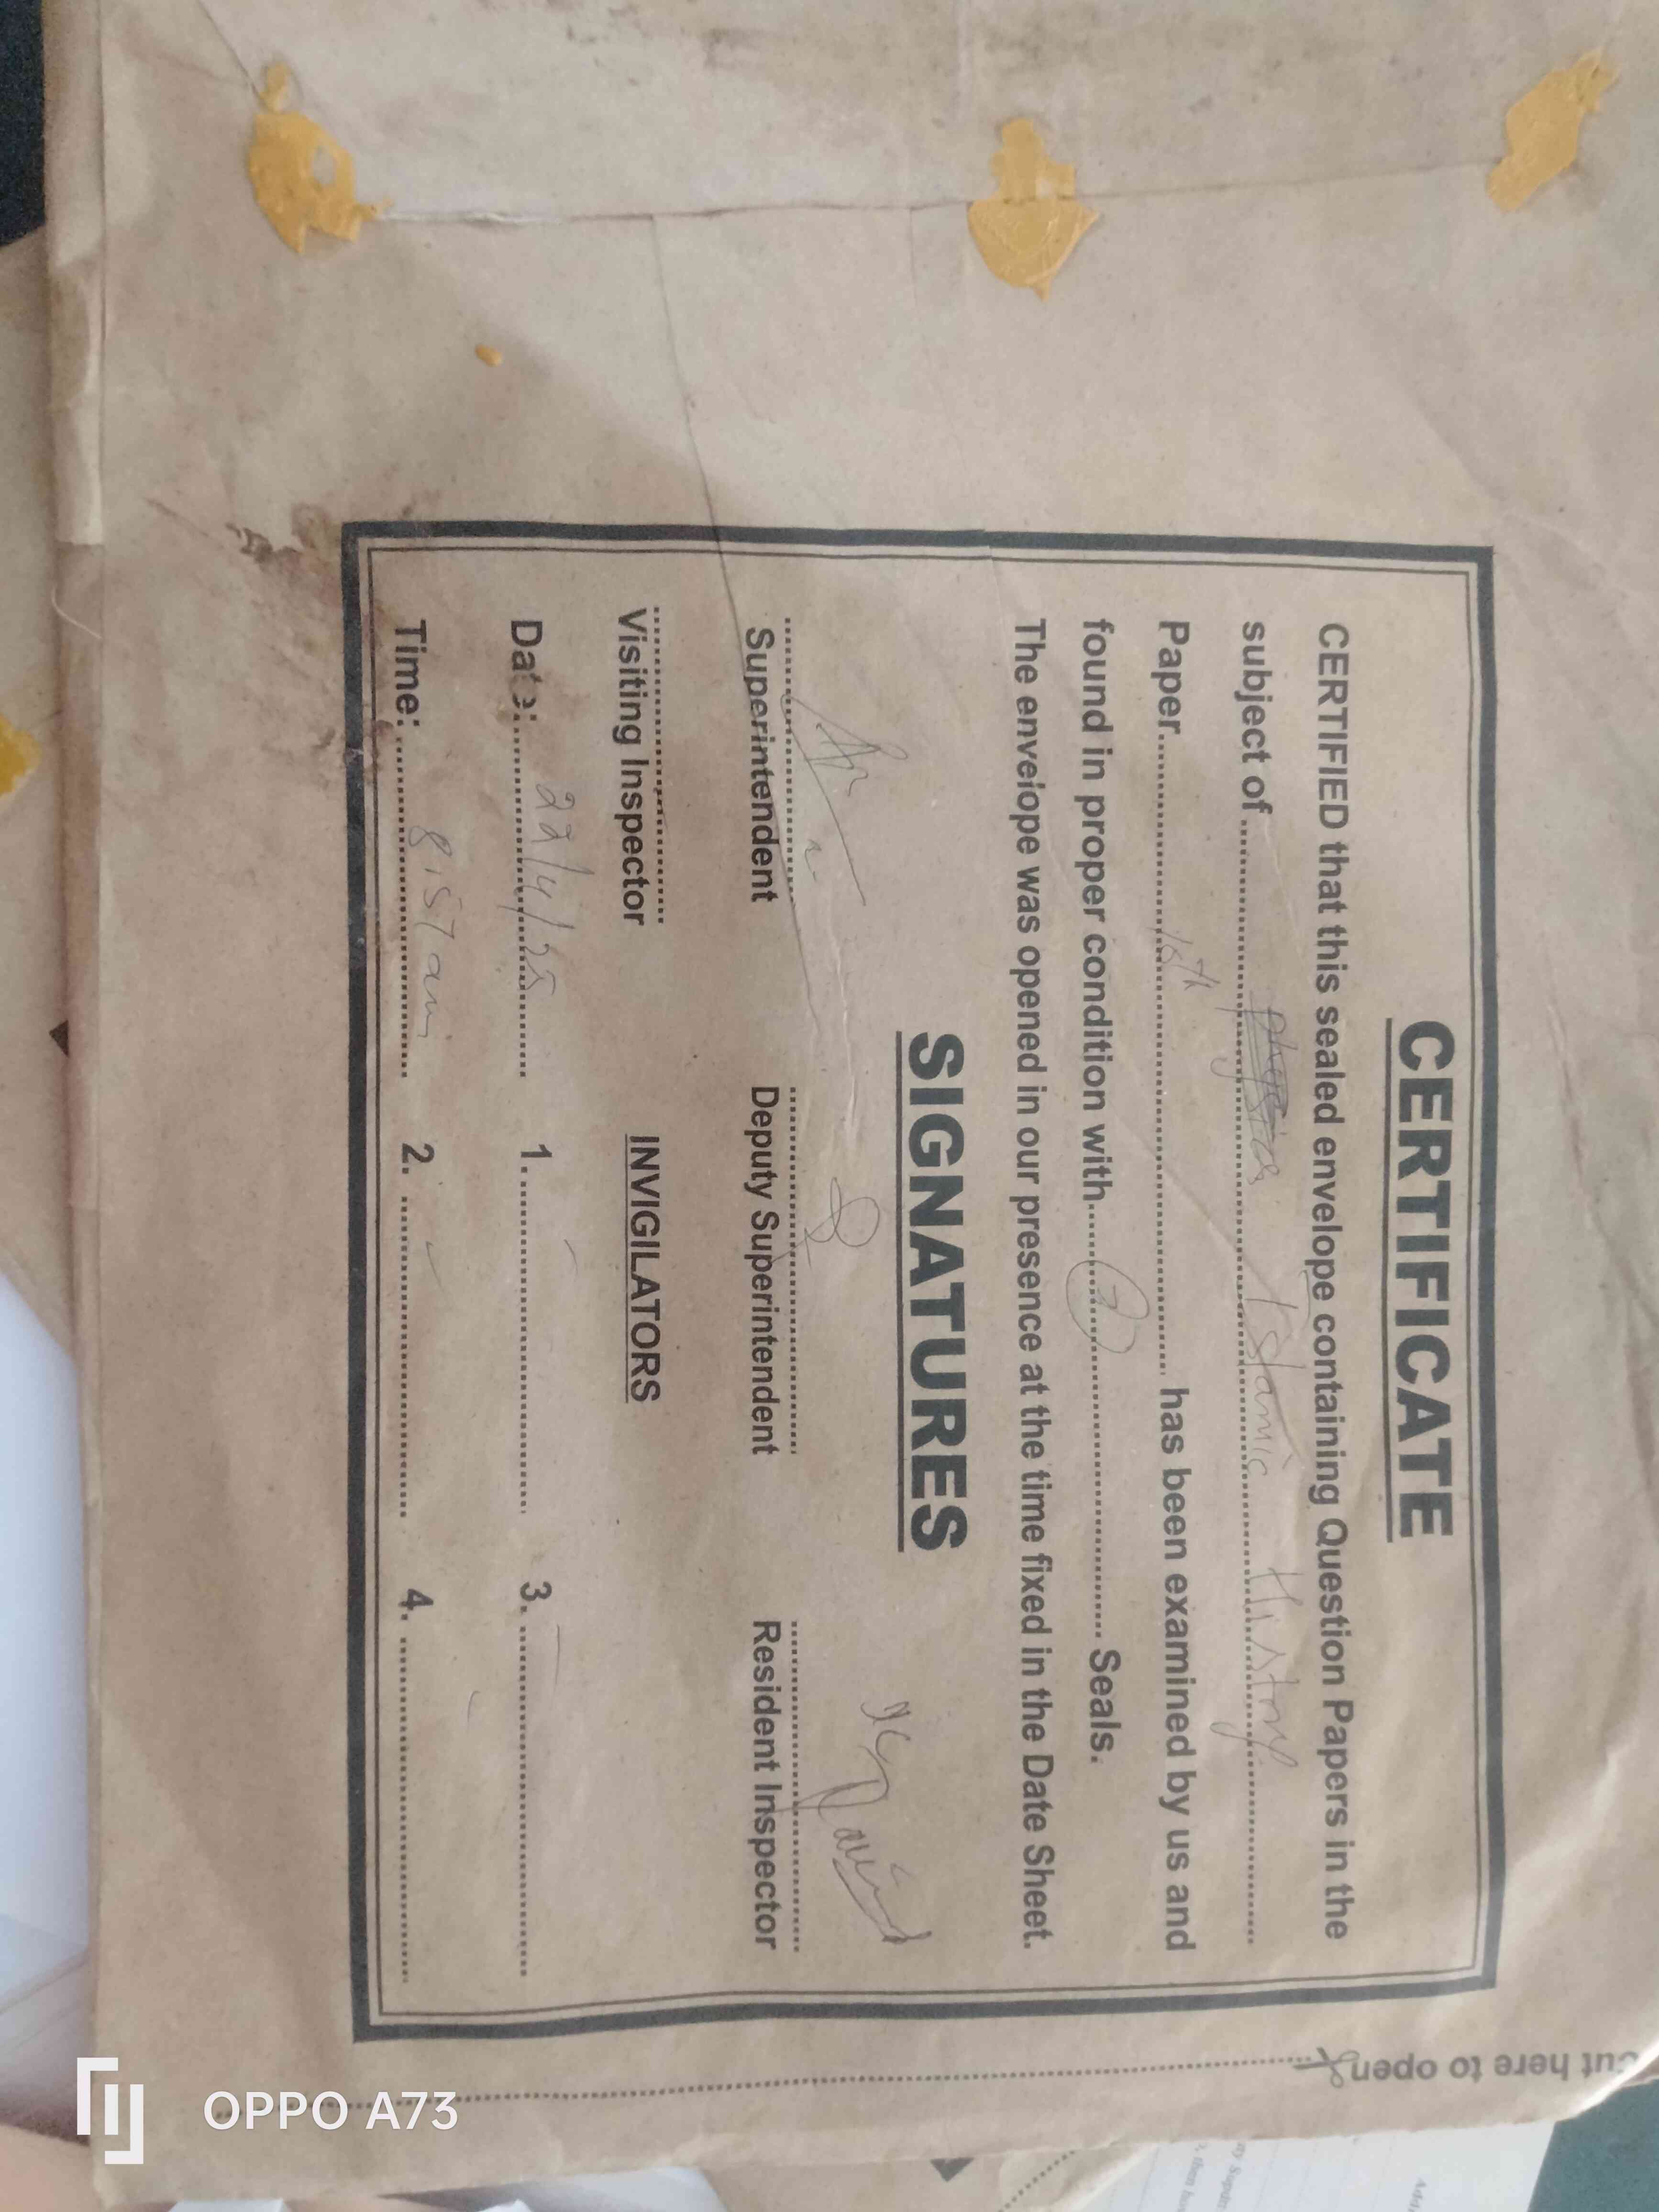 CERTIFICATE
CERTIFIED that this sealed envelope containing Question Papers in the
subject of .......... Islamic History ..........
Paper .......... 10th .......... has been examined by us and
found in proper condition with .......... Seals.
The envelope was opened in our presence at the time fixed in the Date Sheet.
SIGNATURES
Superintendent Deputy Superintendent Resident Inspector
Visiting Inspector INVIGILATORS
Date: 22/4/25 1. .......... 3. ..........
Time: 8:57 am 2. .......... 4. ..........
cut here to open
OPPO A73